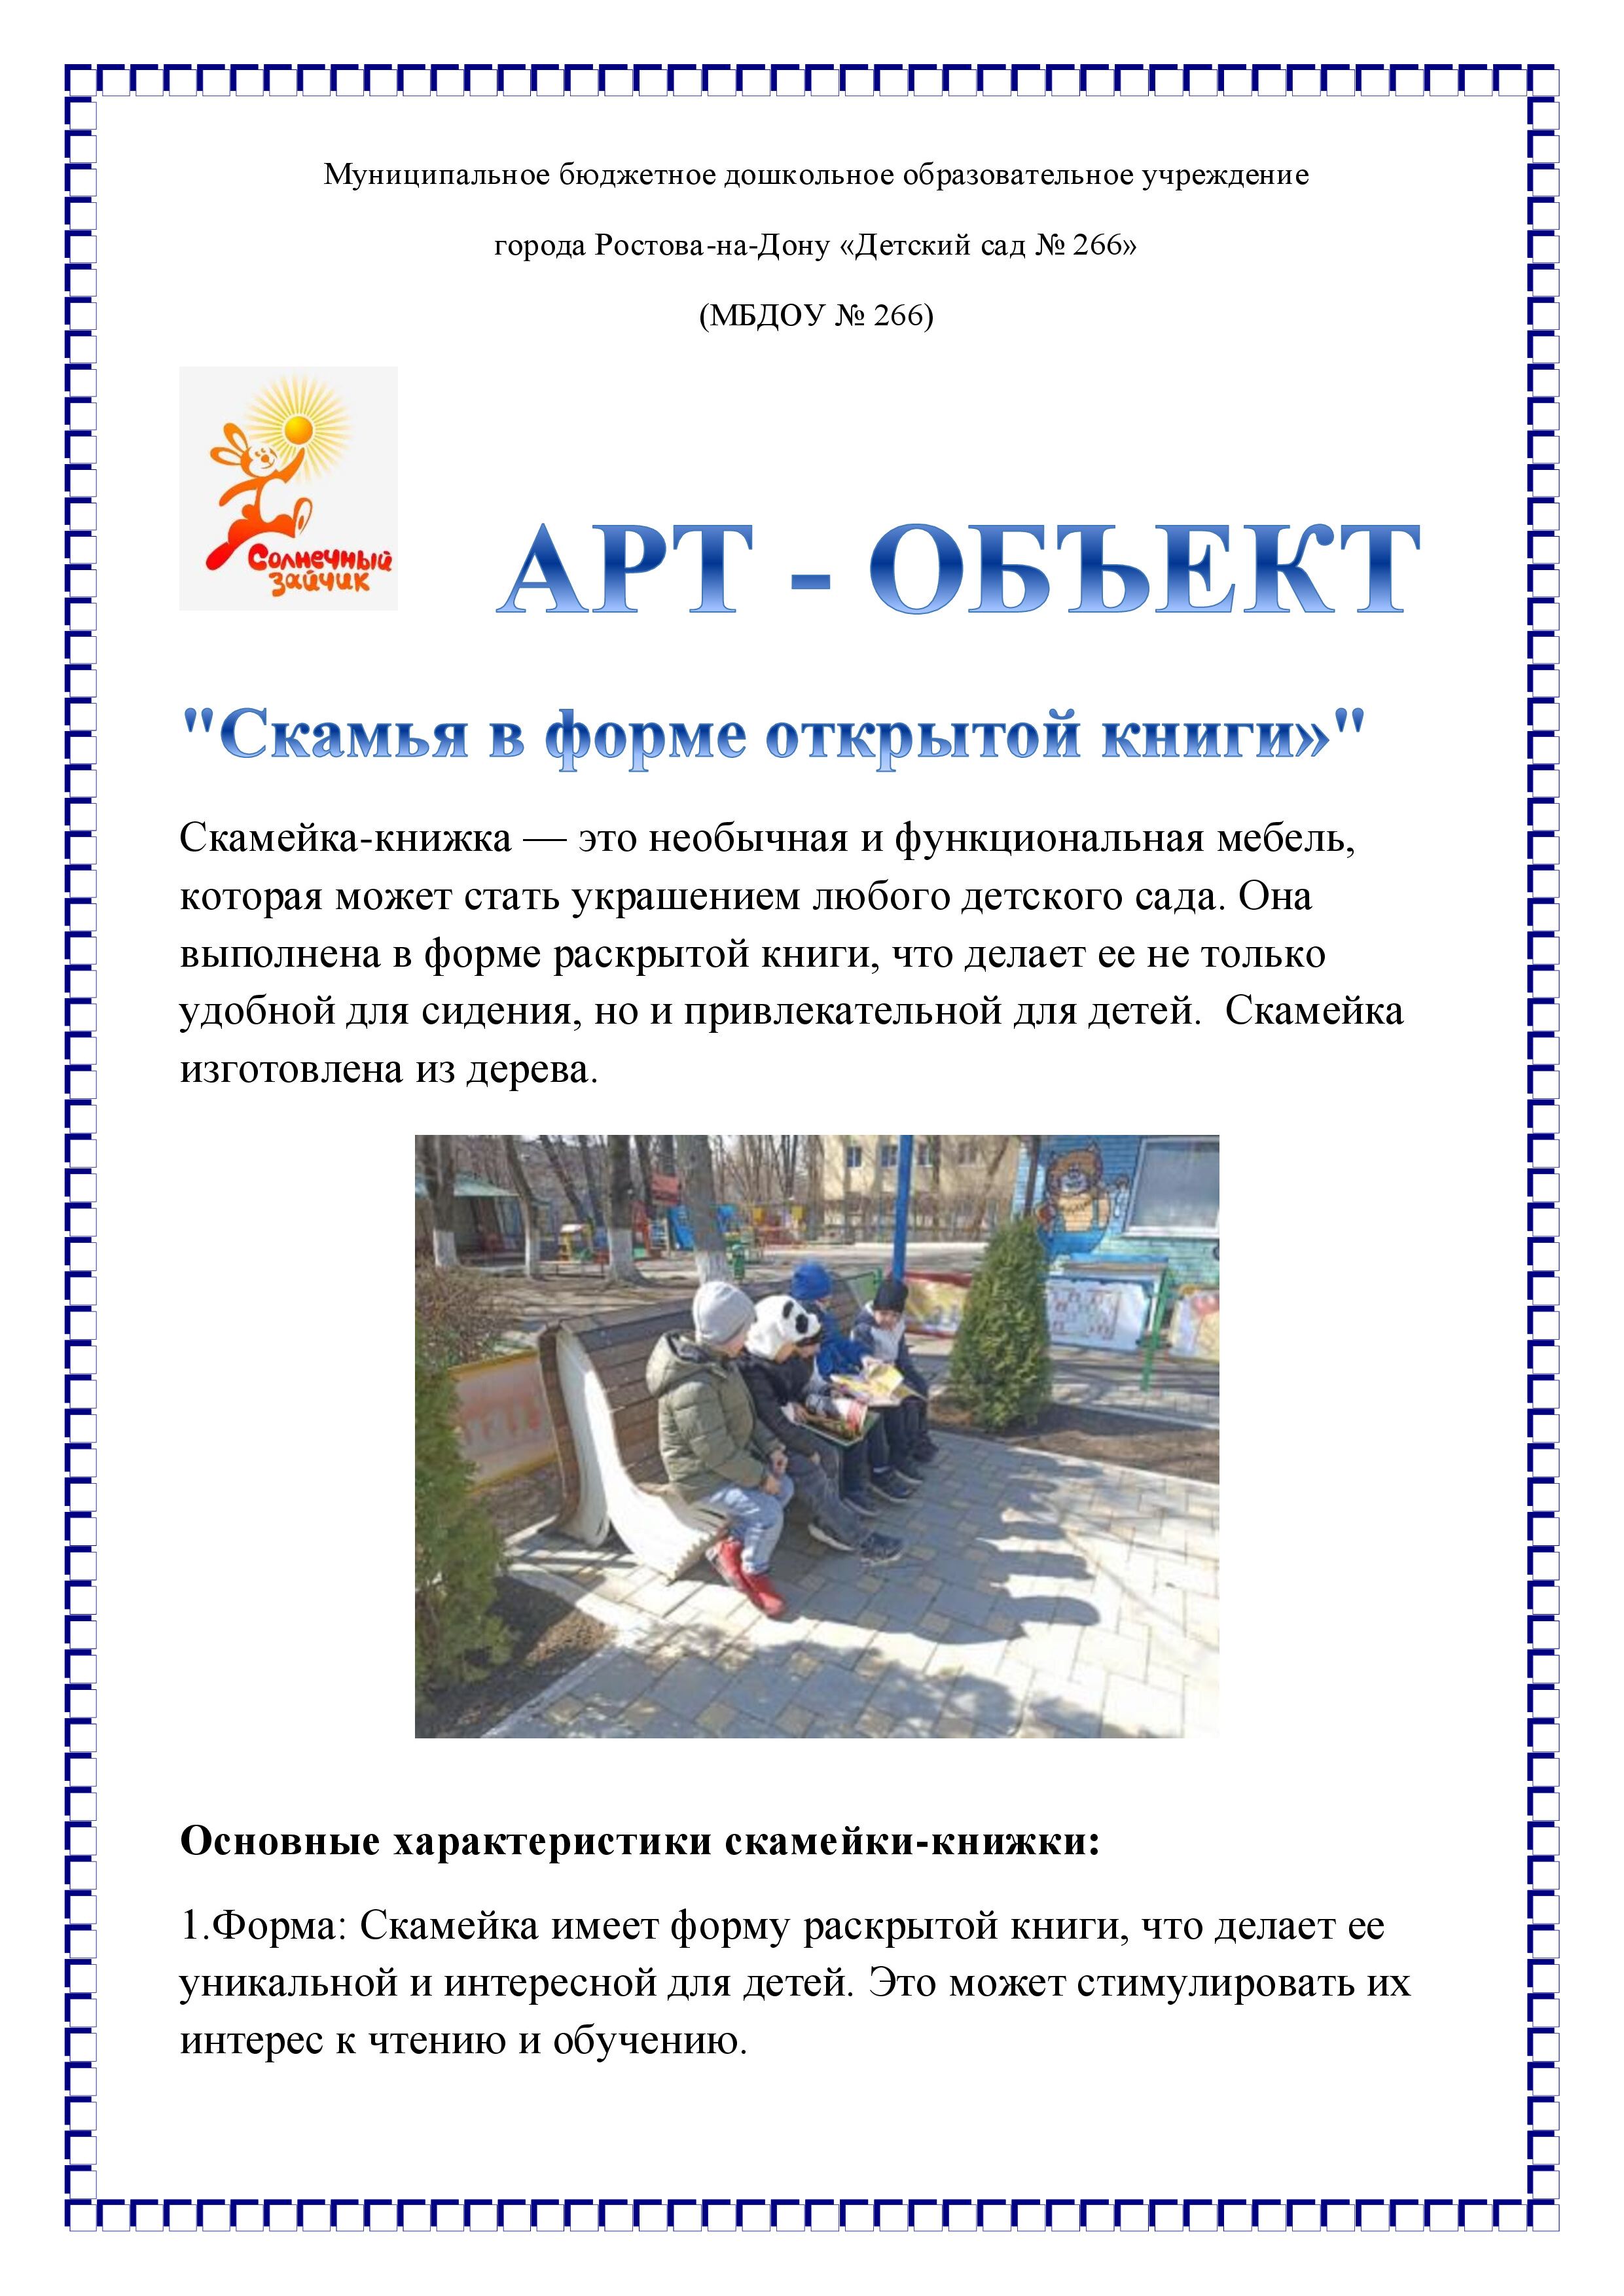 Муниципальное бюджетное дошкольное образовательное учреждение
города Ростова-на-Дону «Детский сад № 266»
(МБДОУ № 266)
Солнечный
зайчик
АРТ - ОБЪЕКТ
"Скамья в форме открытой книги»"
Скамейка-книжка — это необычная и функциональная мебель,
которая может стать украшением любого детского сада. Она
выполнена в форме раскрытой книги, что делает ее не только
удобной для сидения, но и привлекательной для детей.  Скамейка
изготовлена из дерева.
Основные характеристики скамейки-книжки:
1.Форма: Скамейка имеет форму раскрытой книги, что делает ее
уникальной и интересной для детей. Это может стимулировать их
интерес к чтению и обучению.